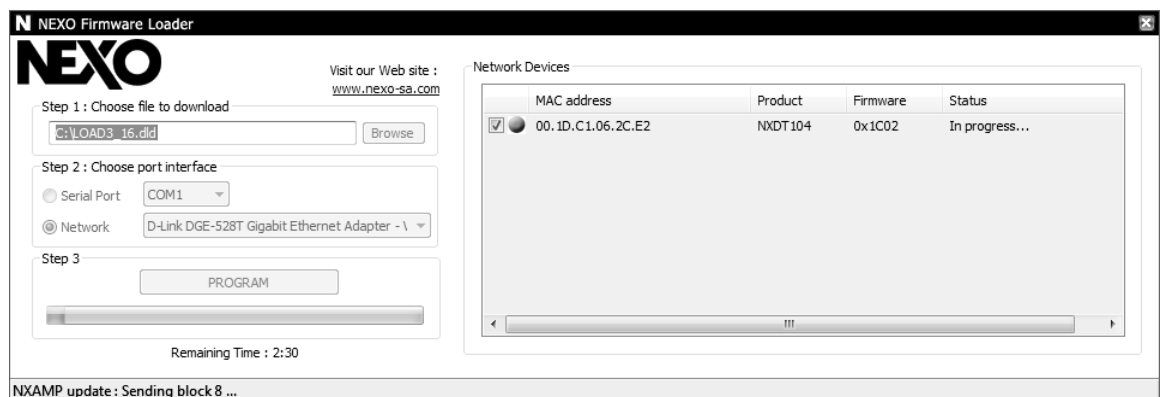 N NEXO Firmware Loader
NEXO
Visit our Web site :
www.nexo-sa.com
Step 1 : Choose file to download
C:\LOAD3_16.dld
Browse
Step 2 : Choose port interface
Serial Port
COM1
Network
D-Link DGE-528T Gigabit Ethernet Adapter - \
Step 3
PROGRAM
Remaining Time : 2:30
Network Devices
MAC address Product Firmware Status
00.1D.C1.06.2C.E2 NXDT104 0x1C02 In progress...
NXAMP update : Sending block 8 ...